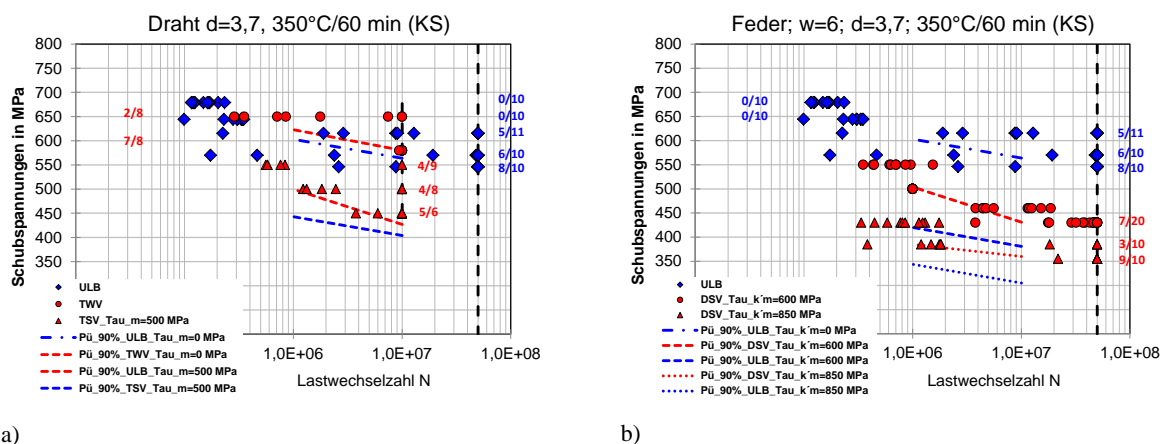 Draht d=3,7, 350°C/60 min (KS)
Schubspannungen in MPa
800
750
700
650
600
550
500
450
400
350
2/8
7/8
0/10
0/10
5/11
6/10
8/10
4/9
4/8
5/6
1,0E+06
1,0E+07
1,0E+08
Lastwechselzahl N
ULB
TWV
TSV_Tau_m=500 MPa
Pü_90%_ULB_Tau_m=0 MPa
Pü_90%_TWV_Tau_m=0 MPa
Pü_90%_ULB_Tau_m=500 MPa
Pü_90%_TSV_Tau_m=500 MPa
a)
Feder; w=6; d=3,7; 350°C/60 min (KS)
Schubspannungen in MPa
800
750
700
650
600
550
500
450
400
350
0/10
0/10
5/11
6/10
8/10
7/20
3/10
9/10
1,0E+06
1,0E+07
1,0E+08
Lastwechselzahl N
ULB
DSV_Tau_k´m=600 MPa
DSV_Tau_k´m=850 MPa
Pü_90%_ULB_Tau_k´m=0 MPa
Pü_90%_DSV_Tau_k´m=600 MPa
Pü_90%_ULB_Tau_k´m=600 MPa
Pü_90%_DSV_Tau_k´m=850 MPa
Pü_90%_ULB_Tau_k´m=850 MPa
b)